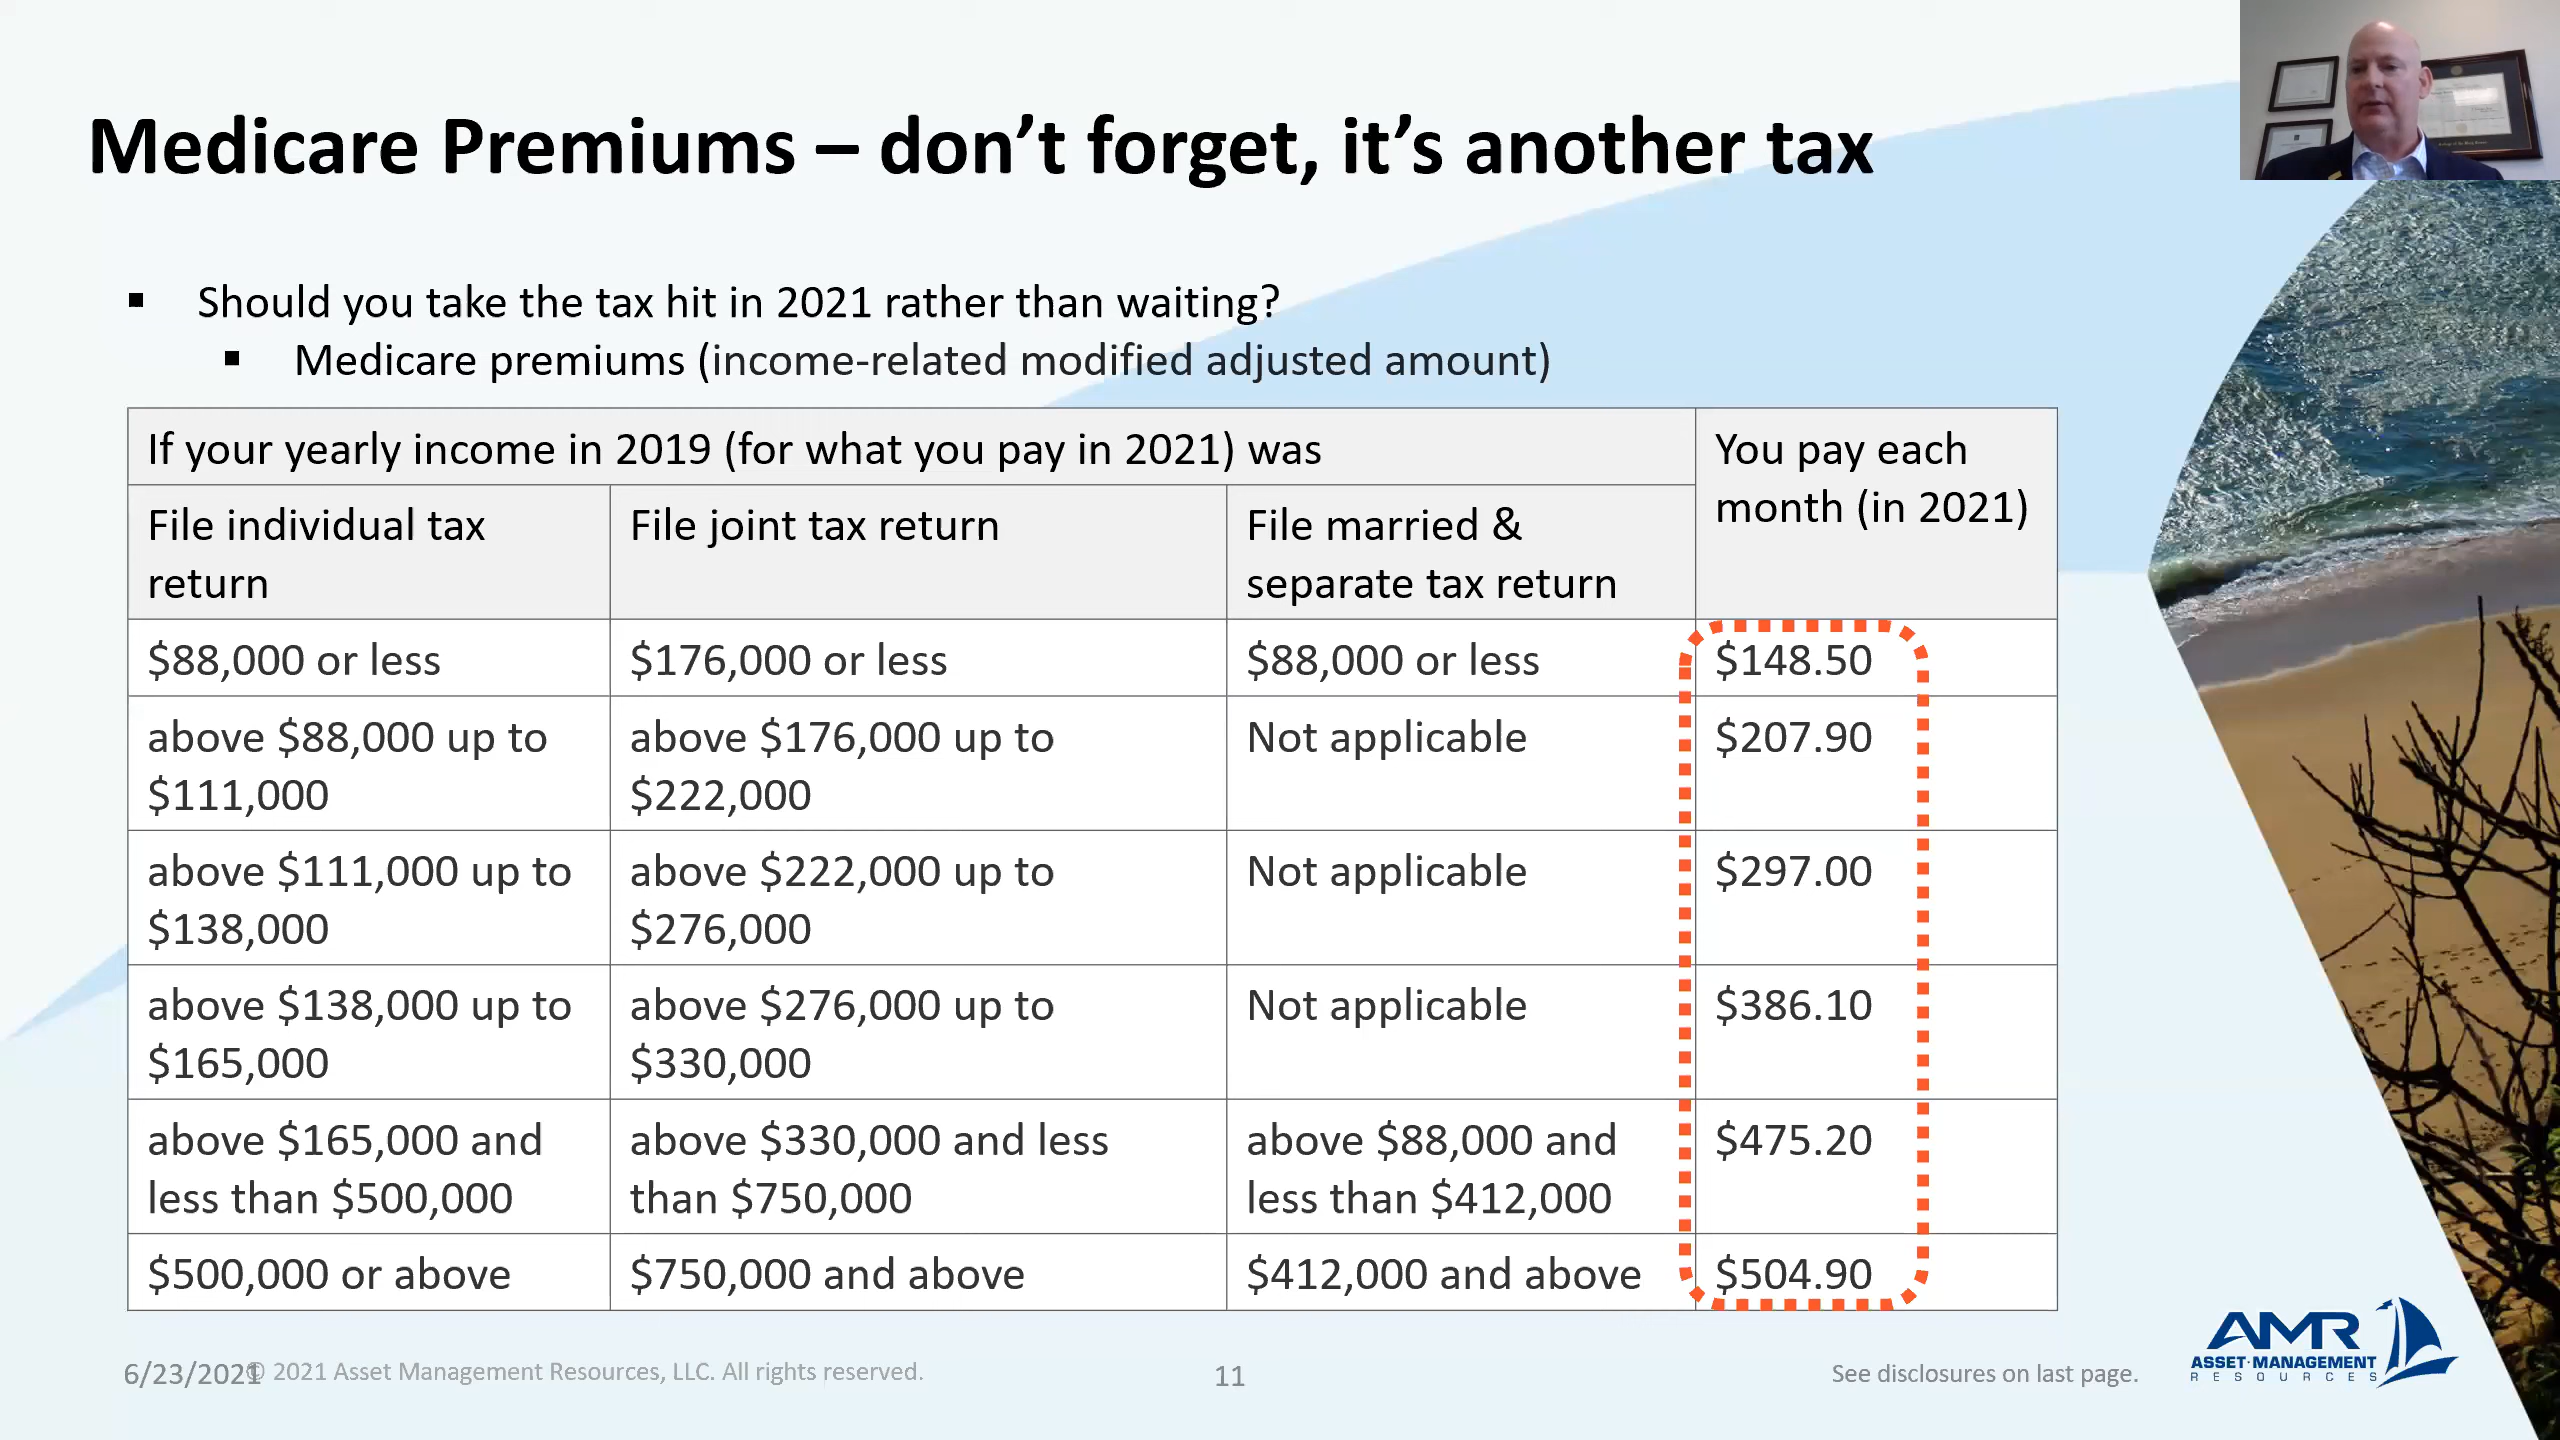 Medicare Premiums – don’t forget, it’s another tax
▪ Should you take the tax hit in 2021 rather than waiting?
▪ Medicare premiums (income-related modified adjusted amount)
If your yearly income in 2019 (for what you pay in 2021) was
You pay each
month (in 2021)
File individual tax
return
File joint tax return
File married &
separate tax return
$88,000 or less
$176,000 or less
$88,000 or less
$148.50
above $88,000 up to
$111,000
above $176,000 up to
$222,000
Not applicable
$207.90
above $111,000 up to
$138,000
above $222,000 up to
$276,000
Not applicable
$297.00
above $138,000 up to
$165,000
above $276,000 up to
$330,000
Not applicable
$386.10
above $165,000 and
less than $500,000
above $330,000 and less
than $750,000
above $88,000 and
less than $412,000
$475.20
$500,000 or above
$750,000 and above
$412,000 and above
$504.90
6/23/2021
© 2021 Asset Management Resources, LLC. All rights reserved.
11
See disclosures on last page.
AMR
ASSET·MANAGEMENT
RESOURCES